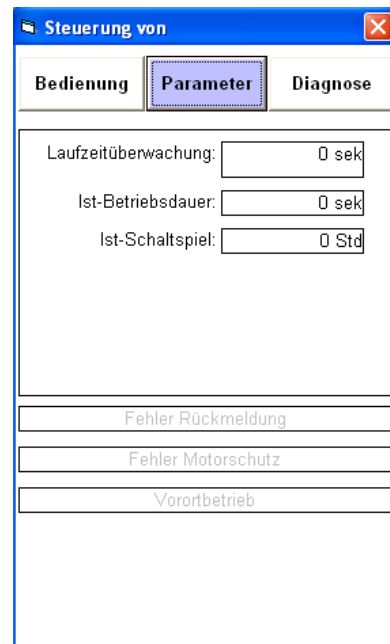 Steuerung von
Bedienung Parameter Diagnose
Laufzeitüberwachung: 0 sek
Ist-Betriebsdauer: 0 sek
Ist-Schaltspiel: 0 Std
Fehler Rückmeldung
Fehler Motorschutz
Vorortbetrieb